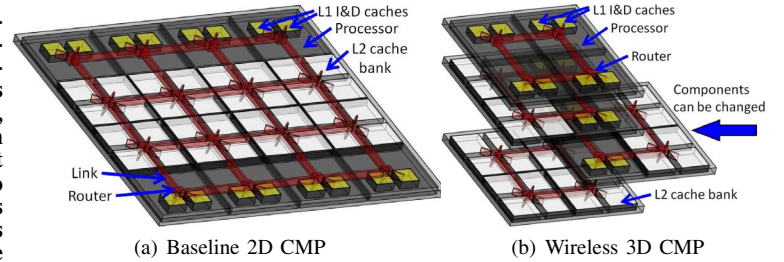 L1 I&D caches
Processor
L2 cache
bank
Link
Router
(a) Baseline 2D CMP
L1 I&D caches
Processor
Router
Components
can be changed
L2 cache bank
(b) Wireless 3D CMP